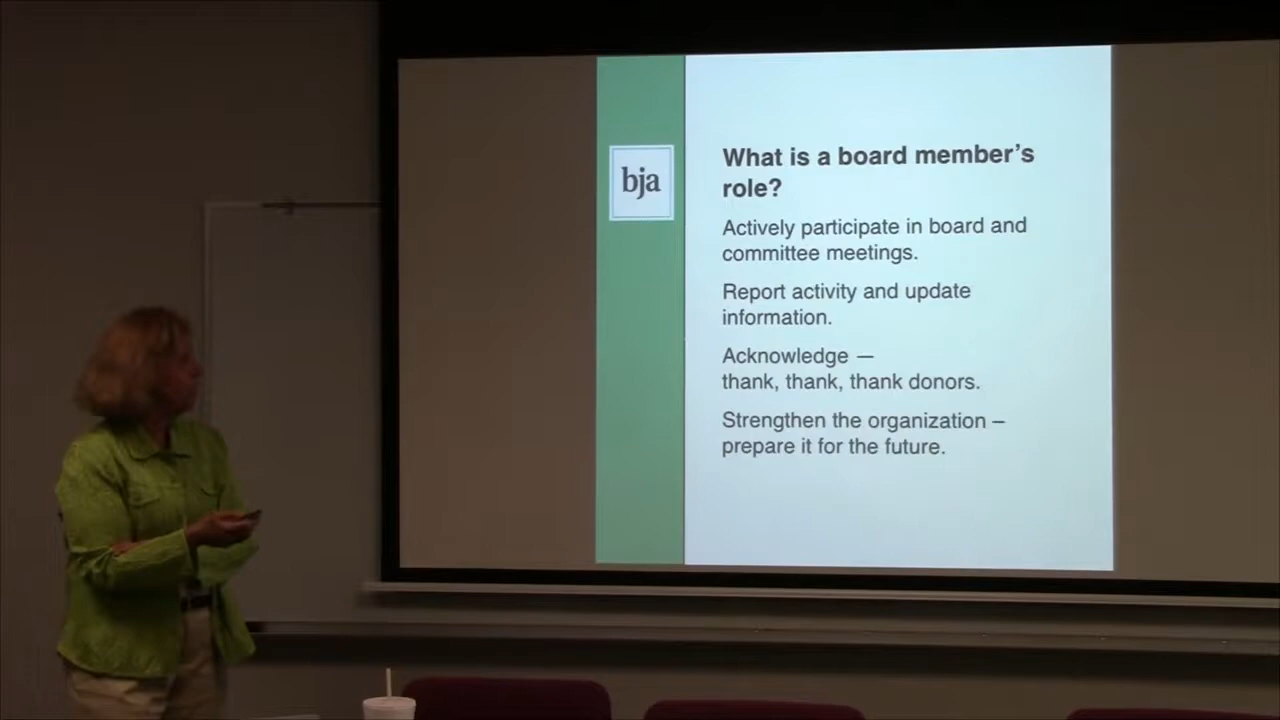 bja
What is a board member’s
role?
Actively participate in board and
committee meetings.
Report activity and update
information.
Acknowledge —
thank, thank, thank donors.
Strengthen the organization –
prepare it for the future.